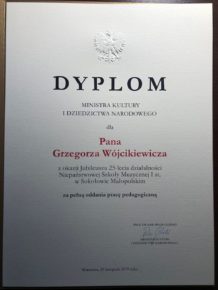 DYPLOM
MINISTRA KULTURY
I DZIEDZICTWA NARODOWEGO
dla
Pana
Grzegorza Wójcikiewicza
z okazji Jubileuszu 25-lecia działalności
Niepaństwowej Szkoły Muzycznej I st.
w Sokołowie Małopolskim
za pełną oddania pracę pedagogiczną